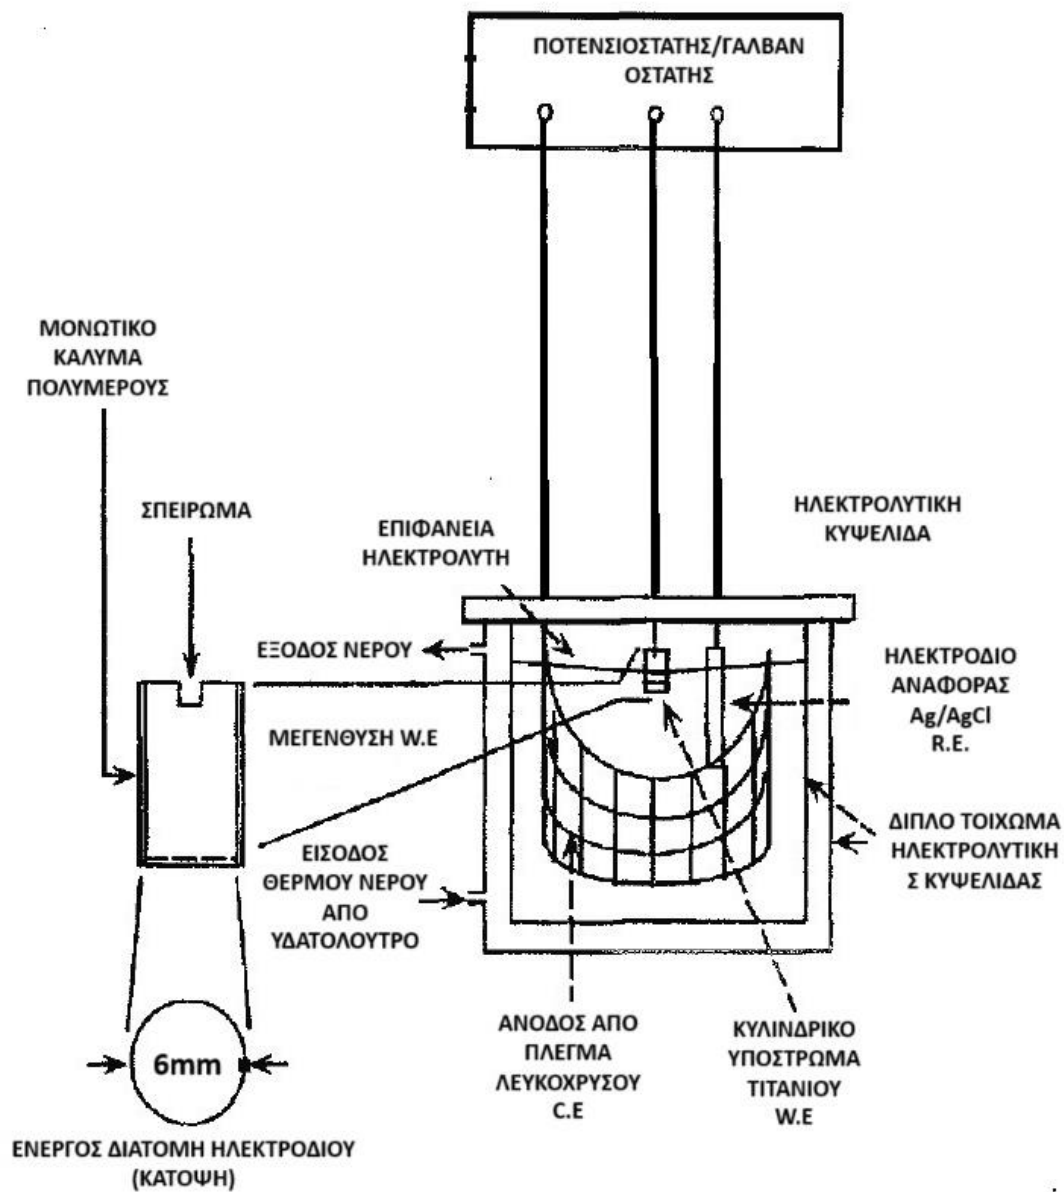 ΠΟΤΕΝΣΙΟΣΤΑΤΗΣ/ΓΑΛΒΑΝ
ΟΣΤΑΤΗΣ
ΜΟΝΩΤΙΚΟ
ΚΑΛΥΜΑ
ΠΟΛΥΜΕΡΟΥΣ
ΣΠΕΙΡΩΜΑ
ΕΠΙΦΑΝΕΙΑ
ΗΛΕΚΤΡΟΛΥΤΗ
ΗΛΕΚΤΡΟΛΥΤΙΚΗ
ΚΥΨΕΛΙΔΑ
ΕΞΟΔΟΣ ΝΕΡΟΥ
ΗΛΕΚΤΡΟΔΙΟ
ΑΝΑΦΟΡΑΣ
Ag/AgCl
R.E.
ΜΕΓΕΝΘΥΣΗ W.E
ΕΙΣΟΔΟΣ
ΘΕΡΜΟΥ ΝΕΡΟΥ
ΑΠΟ
ΥΔΑΤΟΛΟΥΤΡΟ
ΔΙΠΛΟ ΤΟΙΧΩΜΑ
ΗΛΕΚΤΡΟΛΥΤΙΚΗ
Σ ΚΥΨΕΛΙΔΑΣ
ΑΝΟΔΟΣ ΑΠΟ
ΠΛΕΓΜΑ
ΛΕΥΚΟΧΡΥΣΟΥ
C.E
ΚΥΛΙΝΔΡΙΚΟ
ΥΠΟΣΤΡΩΜΑ
ΤΙΤΑΝΙΟΥ
W.E
6mm
ΕΝΕΡΓΟΣ ΔΙΑΤΟΜΗ ΗΛΕΚΤΡΟΔΙΟΥ
(ΚΑΤΟΨΗ)